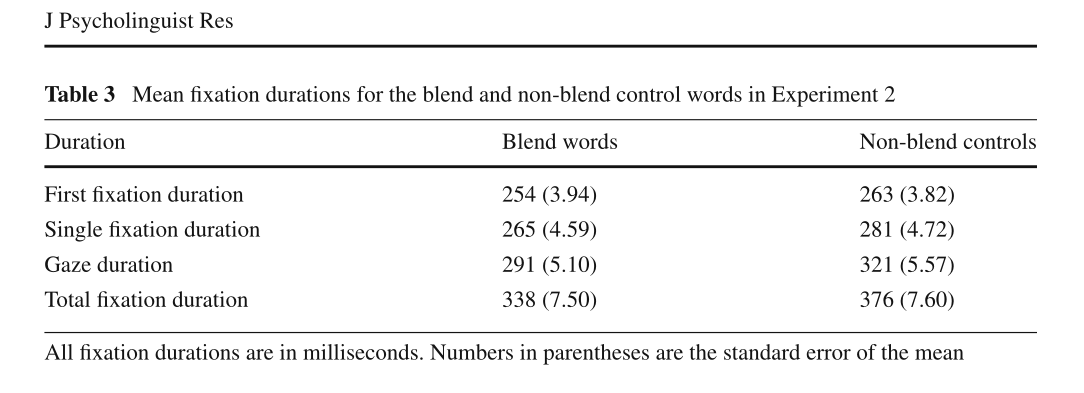 J Psycholinguist Res
Table 3 Mean fixation durations for the blend and non-blend control words in Experiment 2
Duration Blend words Non-blend controls
First fixation duration 254 (3.94) 263 (3.82)
Single fixation duration 265 (4.59) 281 (4.72)
Gaze duration 291 (5.10) 321 (5.57)
Total fixation duration 338 (7.50) 376 (7.60)
All fixation durations are in milliseconds. Numbers in parentheses are the standard error of the mean